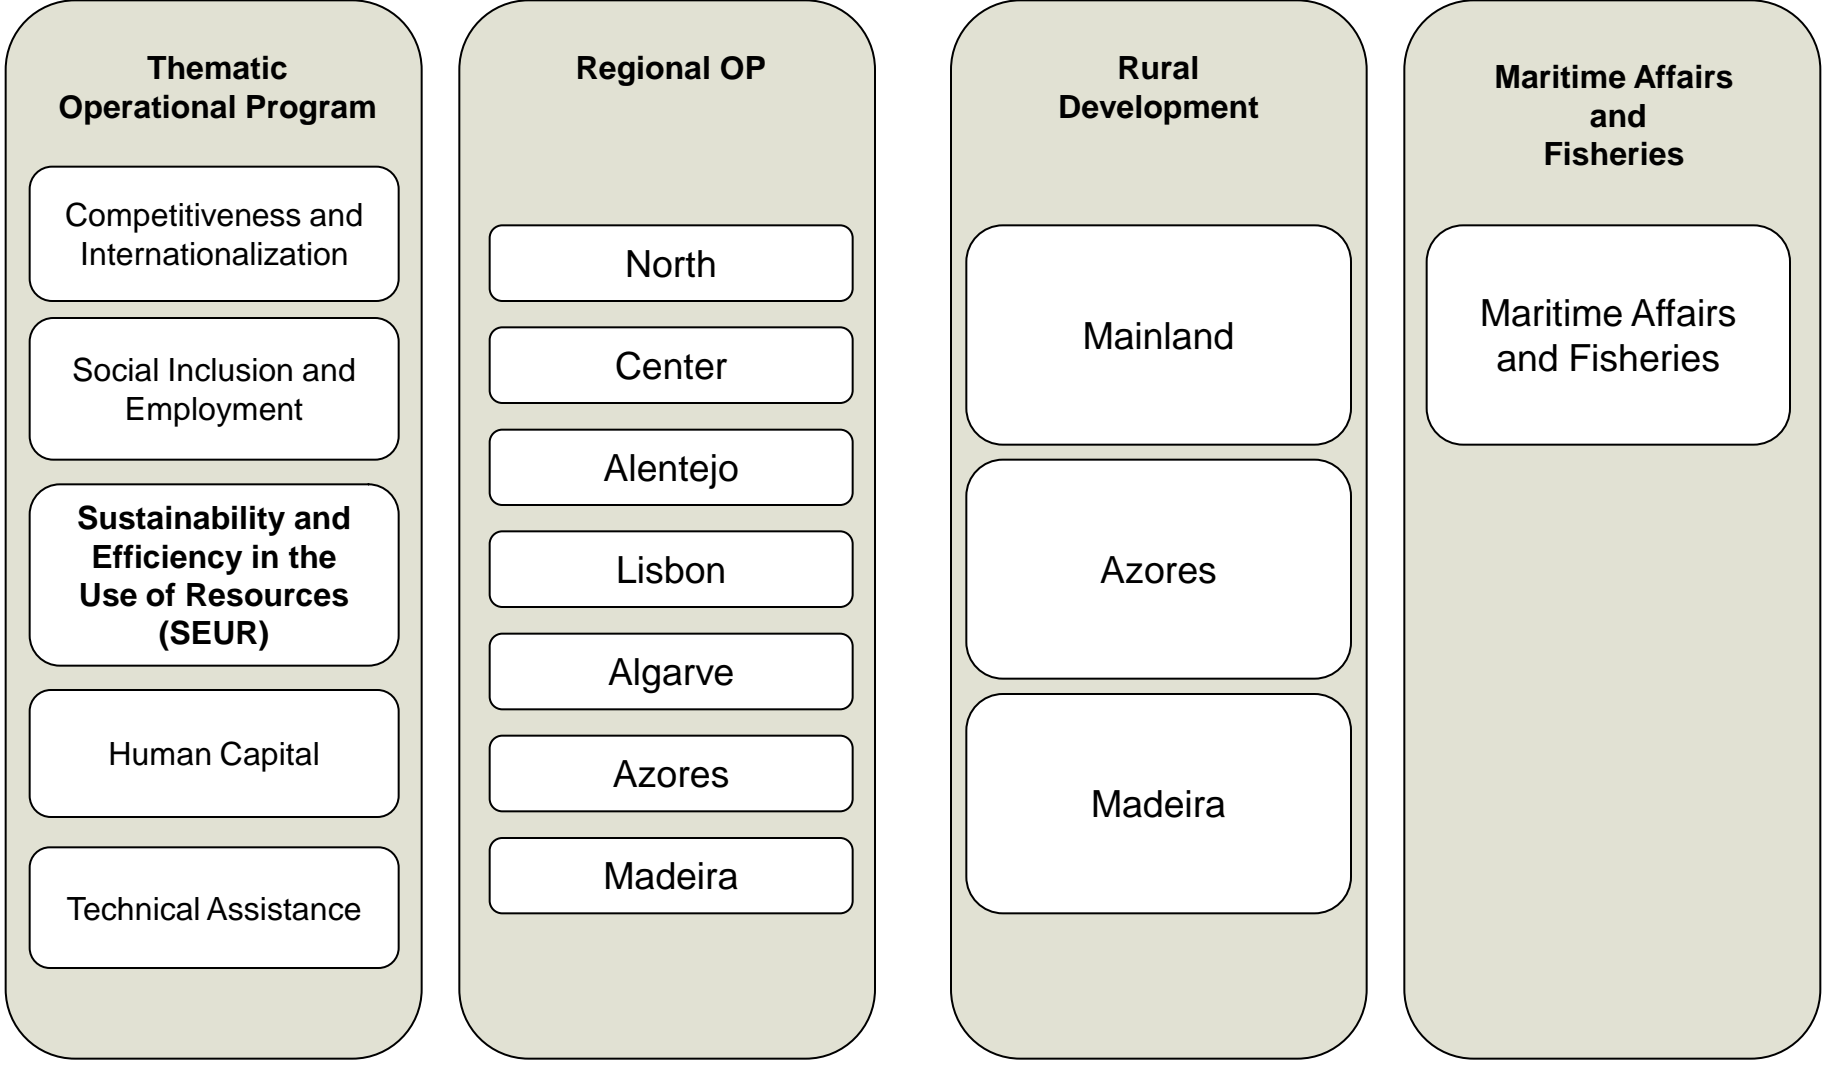 Thematic
Operational Program
Competitiveness and
Internationalization
Social Inclusion and
Employment
Sustainability and
Efficiency in the
Use of Resources
(SEUR)
Human Capital
Technical Assistance
Regional OP
North
Center
Alentejo
Lisbon
Algarve
Azores
Madeira
Rural
Development
Mainland
Azores
Madeira
Maritime Affairs
and
Fisheries
Maritime Affairs
and Fisheries